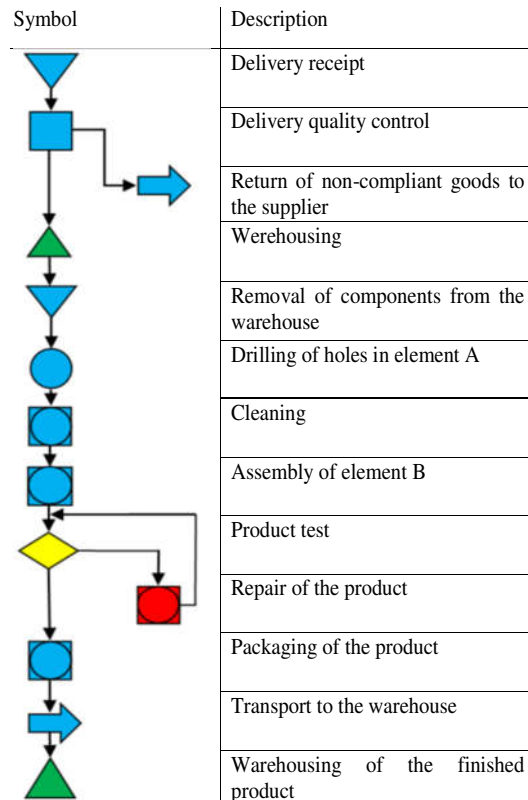 Symbol
Description
Delivery receipt
Delivery quality control
Return of non-compliant goods to
the supplier
Werehousing
Removal of components from the
warehouse
Drilling of holes in element A
Cleaning
Assembly of element B
Product test
Repair of the product
Packaging of the product
Transport to the warehouse
Warehousing of the finished
product